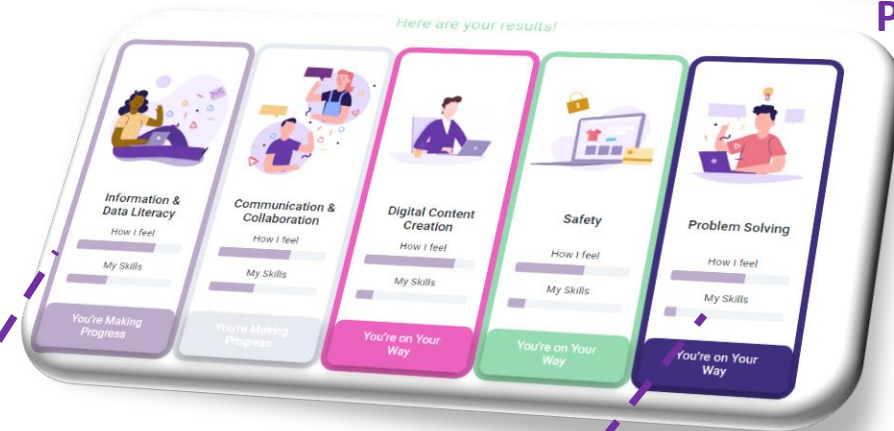 P
Here are your results!
Information &
Data Literacy
How I feel
My Skills
You're Making
Progress
Communication &
Collaboration
How I feel
My Skills
You're Making
Progress
Digital Content
Creation
How I feel
My Skills
You're on Your
Way
Safety
How I feel
My Skills
You're on Your
Way
Problem Solving
How I feel
My Skills
You're on Your
Way